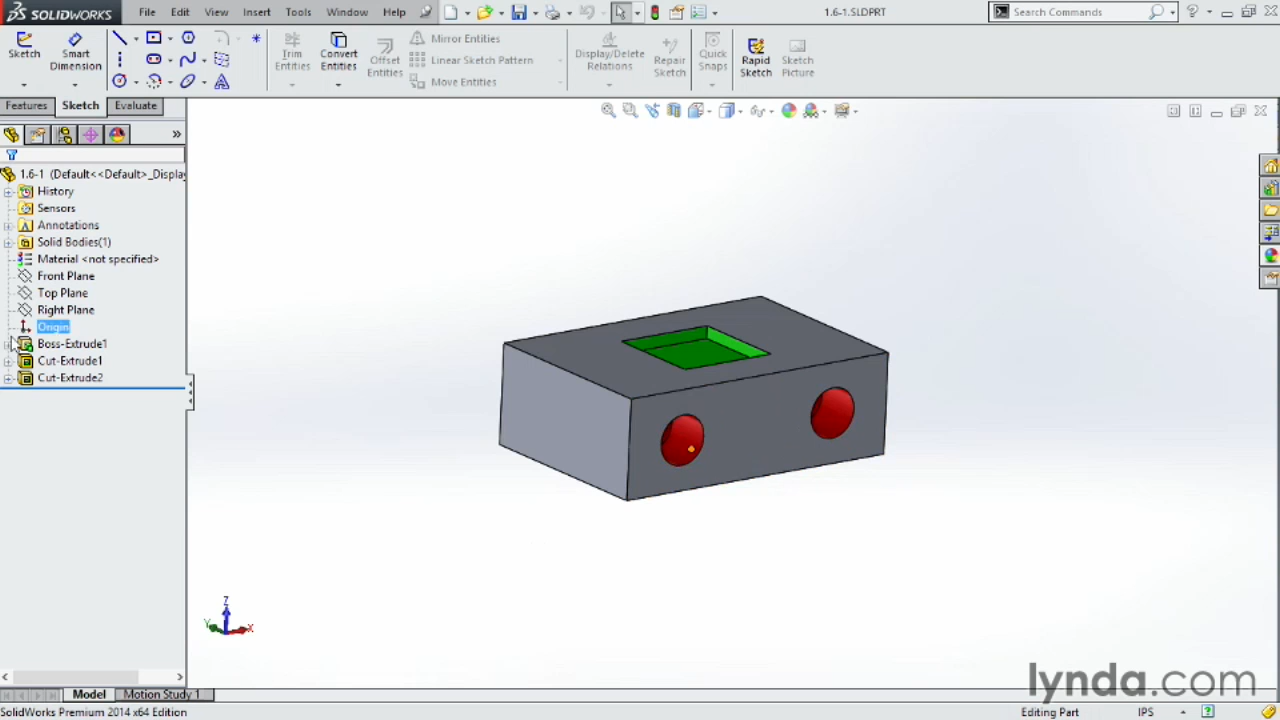 SOLIDWORKS File Edit View Insert Tools Window Help 1.6-1.SLDPRT Search Commands
Sketch Smart Dimension Trim Entities Convert Entities Offset Entities Mirror Entities Linear Sketch Pattern Move Entities Display/Delete Relations Repair Sketch Quick Snaps Rapid Sketch Sketch Picture
Features Sketch Evaluate
1.6-1 (Default<<Default>_Display
History
Sensors
Annotations
Solid Bodies(1)
Material <not specified>
Front Plane
Top Plane
Right Plane
Origin
Boss-Extrude1
Cut-Extrude1
Cut-Extrude2
Z
Y X
lynda.com
Model Motion Study 1
SolidWorks Premium 2014 x64 Edition Editing Part IPS